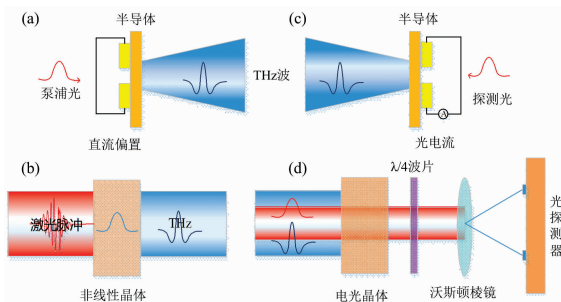 (a)
半导体
泵浦光
直流偏置
THz波
(c)
半导体
A
探测光
光电流
(b)
激光脉冲
THz
非线性晶体
(d)
λ/4波片
电光晶体
沃斯顿棱镜
光探测器